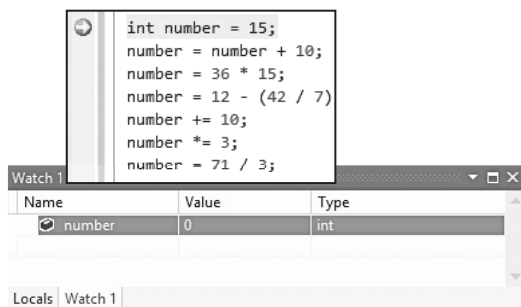 int number = 15;
number = number + 10;
number = 36 * 15;
number = 12 - (42 / 7)
number += 10;
number *= 3;
number = 71 / 3;
Watch 1
Name Value Type
number 0 int
Locals Watch 1